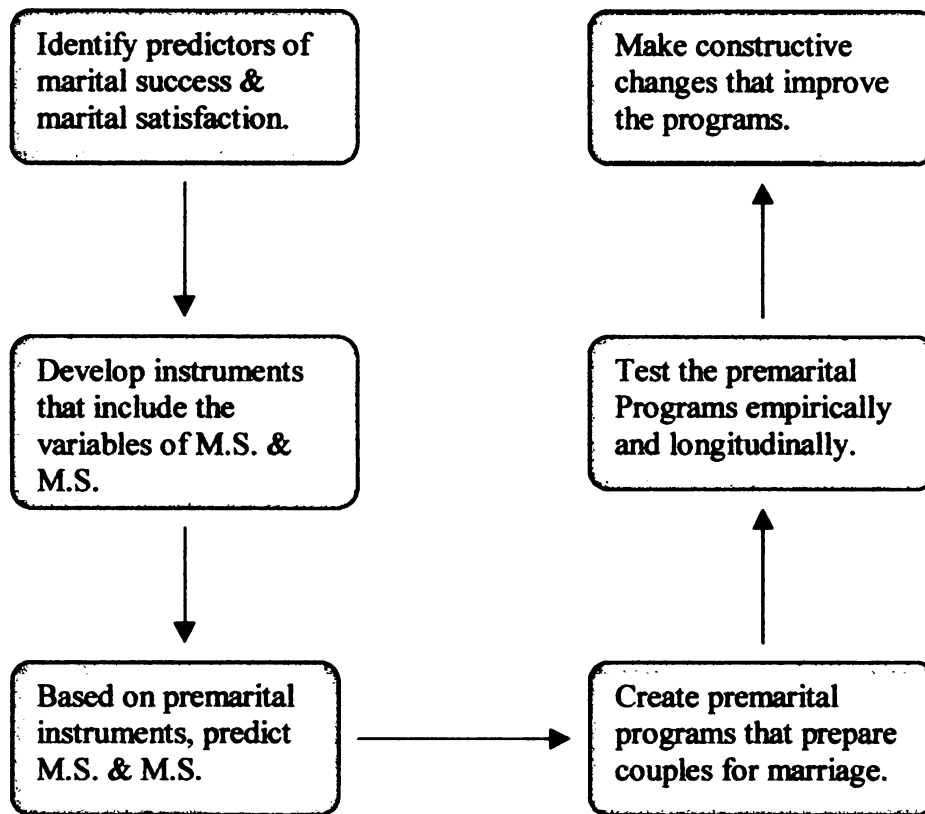 Identify predictors of
marital success &
marital satisfaction.
Develop instruments
that include the
variables of M.S. &
M.S.
Based on premarital
instruments, predict
M.S. & M.S.
Create premarital
programs that prepare
couples for marriage.
Test the premarital
Programs empirically
and longitudinally.
Make constructive
changes that improve
the programs.